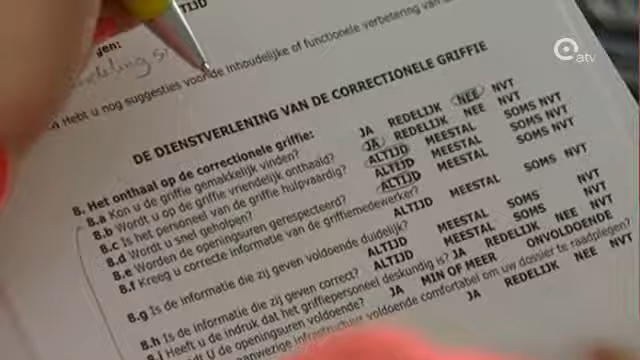 TIJD
gen:
ndeling
Hebt u nog suggesties voor de inhoudelijke of functionele verbetering van
atv
DE DIENSTVERLENING VAN DE CORRECTIONELE GRIFFIE
8. Het onthaal op de correctionele griffie:
8.a Kon u de griffie gemakkelijk vinden? JA REDELIJK NEE NVT
8.b Wordt u op de griffie vriendelijk onthaald? JA REDELIJK NEE NVT
8.c Is het personeel van de griffie hulpvaardig? ALTIJD MEESTAL SOMS NVT
8.d Wordt u snel geholpen? ALTIJD MEESTAL SOMS NVT
8.e Worden de openingsuren gerespecteerd? ALTIJD MEESTAL SOMS NVT
8.f Kreeg u correcte informatie van de griffiemedewerker?
ALTIJD MEESTAL SOMS NVT
8.g Is de informatie die zij geven voldoende duidelijk?
ALTIJD MEESTAL SOMS NVT
8.h Is de informatie die zij geven correct? ALTIJD MEESTAL SOMS NVT
8.i Heeft u de indruk dat het griffiepersoneel deskundig is? JA REDELIJK NEE NVT
de openingsuren voldoende? JA MIN OF MEER ONVOLDOENDE
aanwezige infrastructuur voldoende comfortabel om uw dossier te raadplegen?
JA REDELIJK NEE NVT